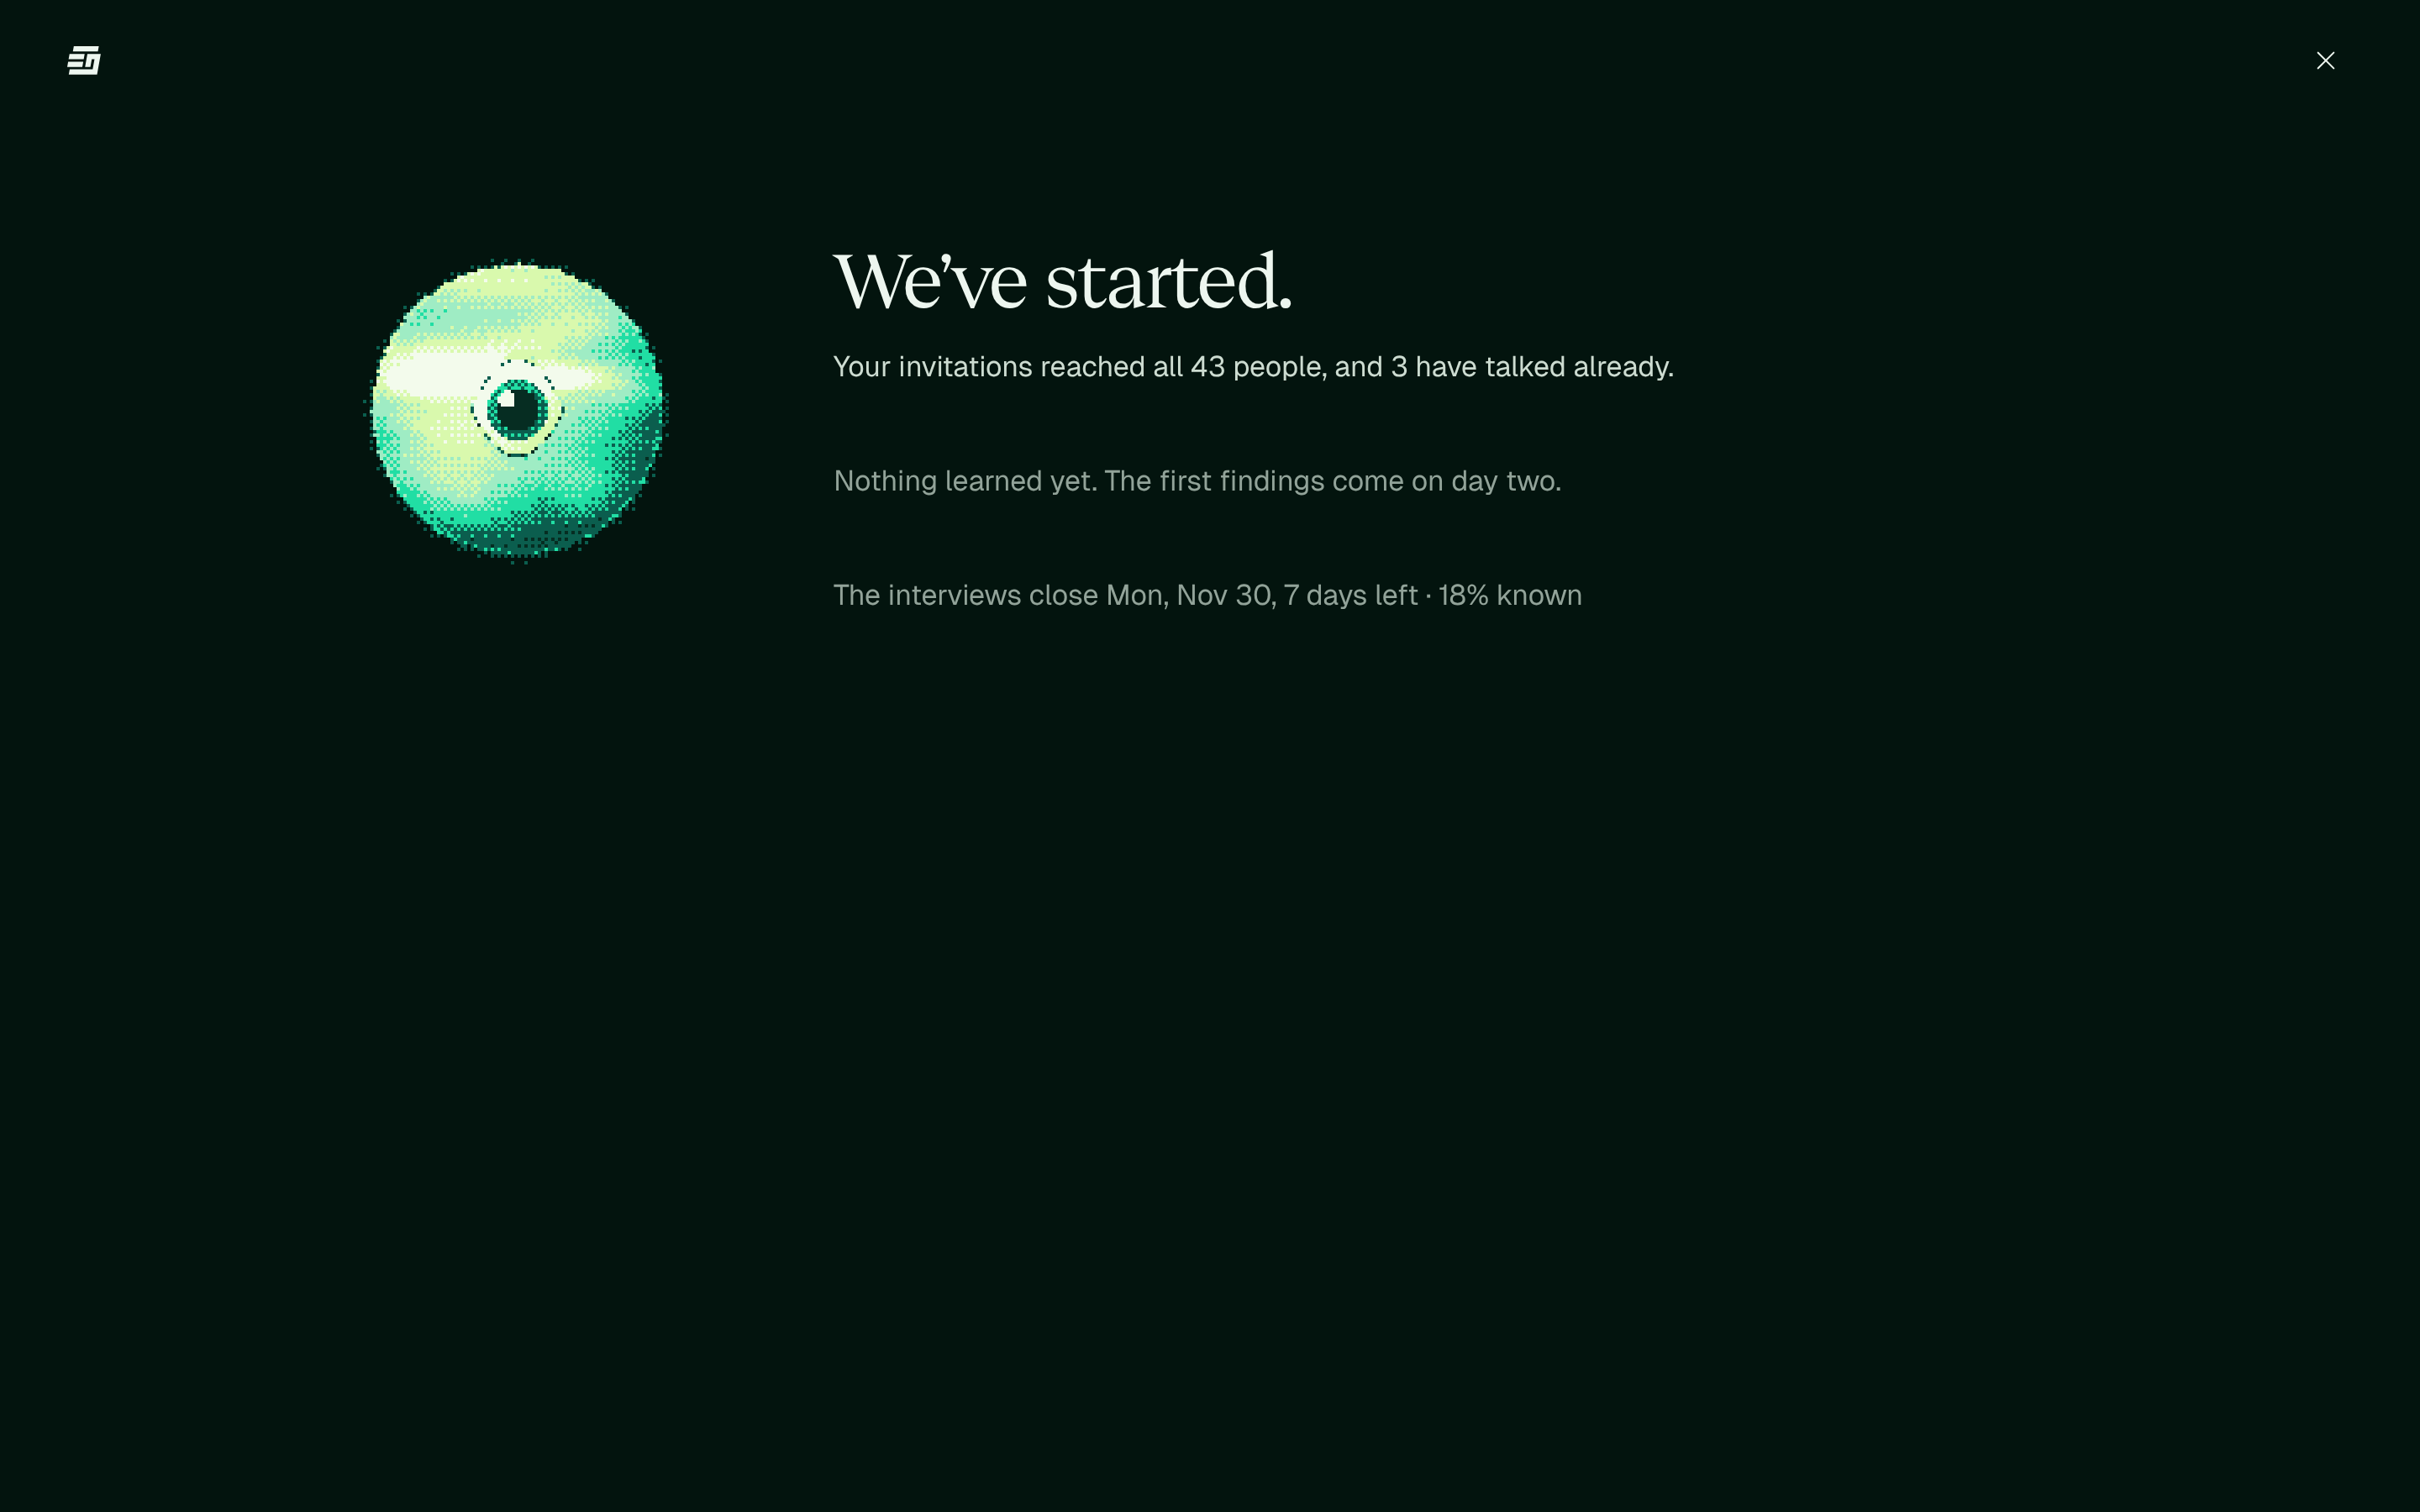 We’ve started.
Your invitations reached all 43 people, and 3 have talked already.
Nothing learned yet. The first findings come on day two.
The interviews close Mon, Nov 30, 7 days left · 18% known